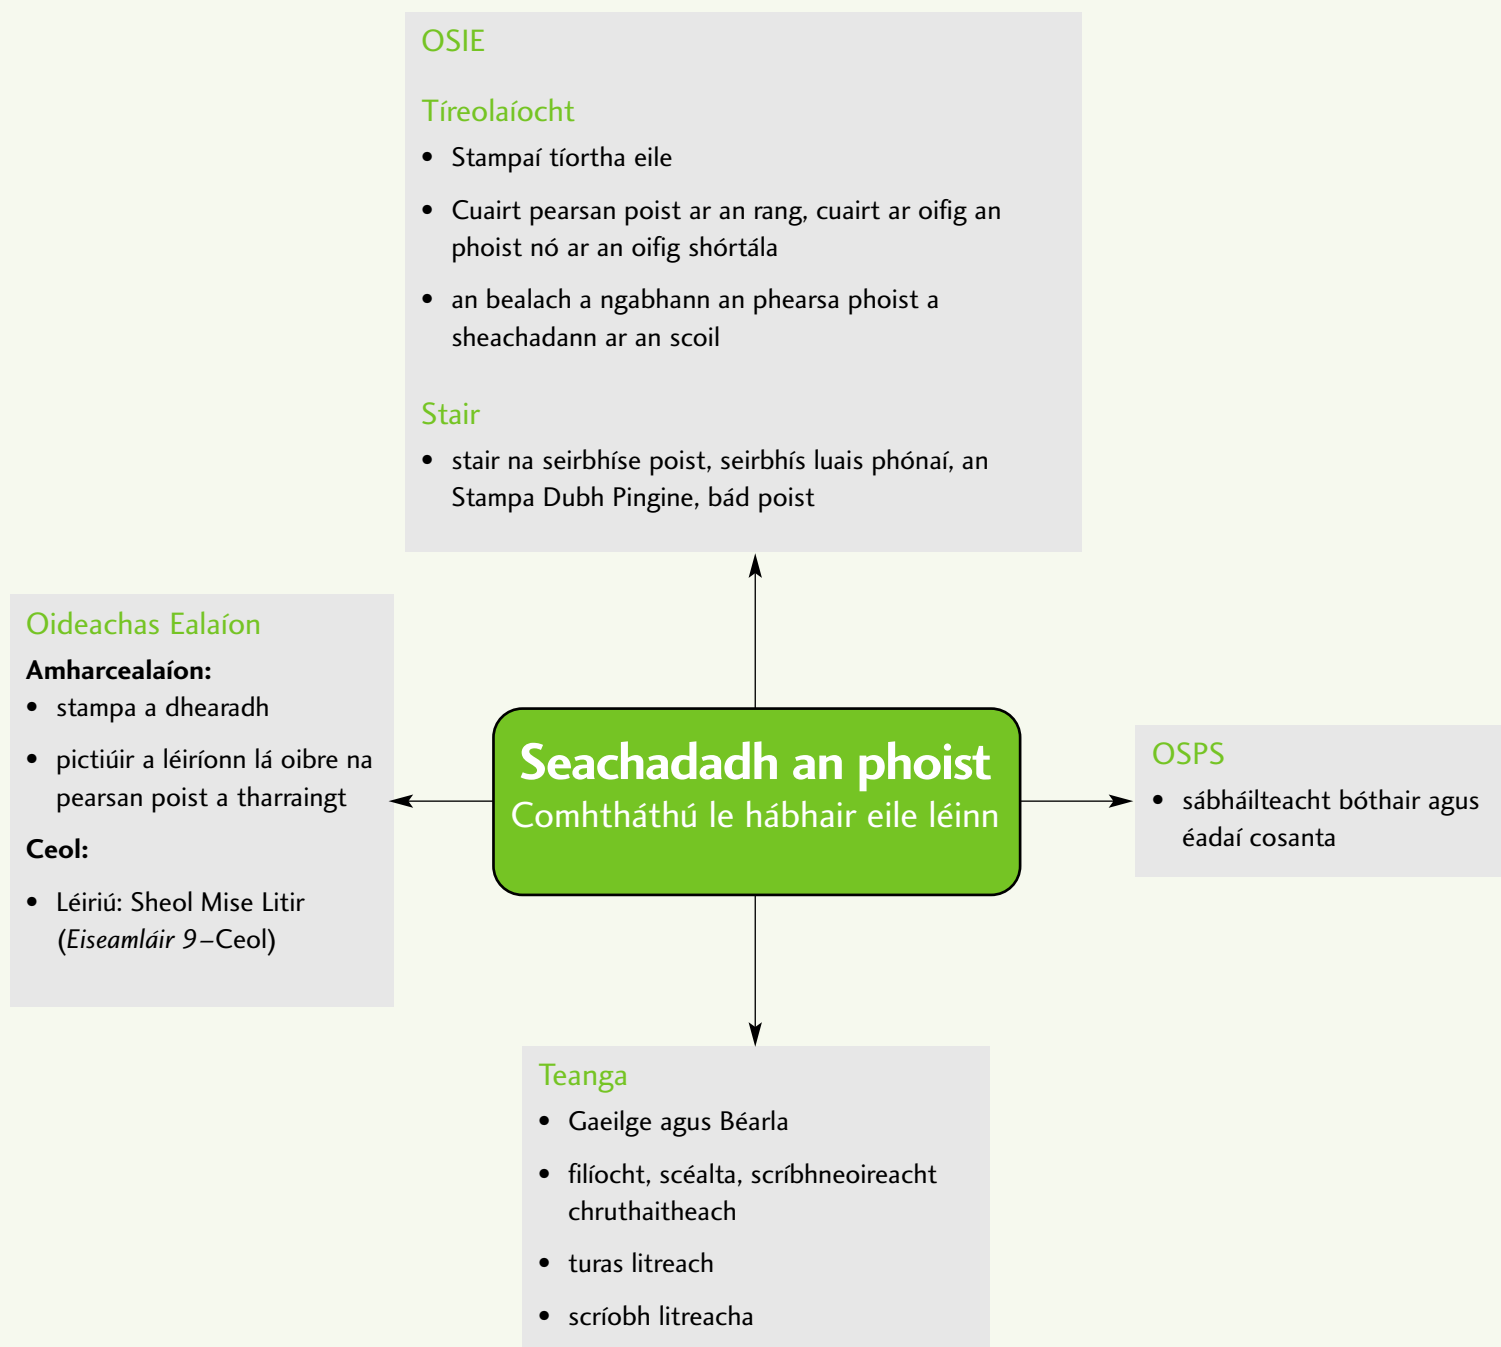 OSIE
Tíreolaíocht
• Stampaí tíortha eile
• Cuairt pearsan poist ar an rang, cuairt ar oifig an
phoist nó ar an oifig shórtála
• an bealach a ngabhann an phearsa phoist a
sheachadann ar an scoil
Stair
• stair na seirbhíse poist, seirbhís luais phónaí, an
Stampa Dubh Pingine, bád poist
Oideachas Ealaíon
Amharcealaíon:
• stampa a dhearadh
• pictiúir a léiríonn lá oibre na
pearsan poist a tharraingt
Ceol:
• Léiriú: Sheol Mise Litir
(Eiseamláir 9–Ceol)
Seachadadh an phoist
Comhtháthú le hábhair eile léinn
OSPS
• sábháilteacht bóthair agus
éadaí cosanta
Teanga
• Gaeilge agus Béarla
• filíocht, scéalta, scríbhneoireacht
chruthaitheach
• turas litreach
• scríobh litreacha